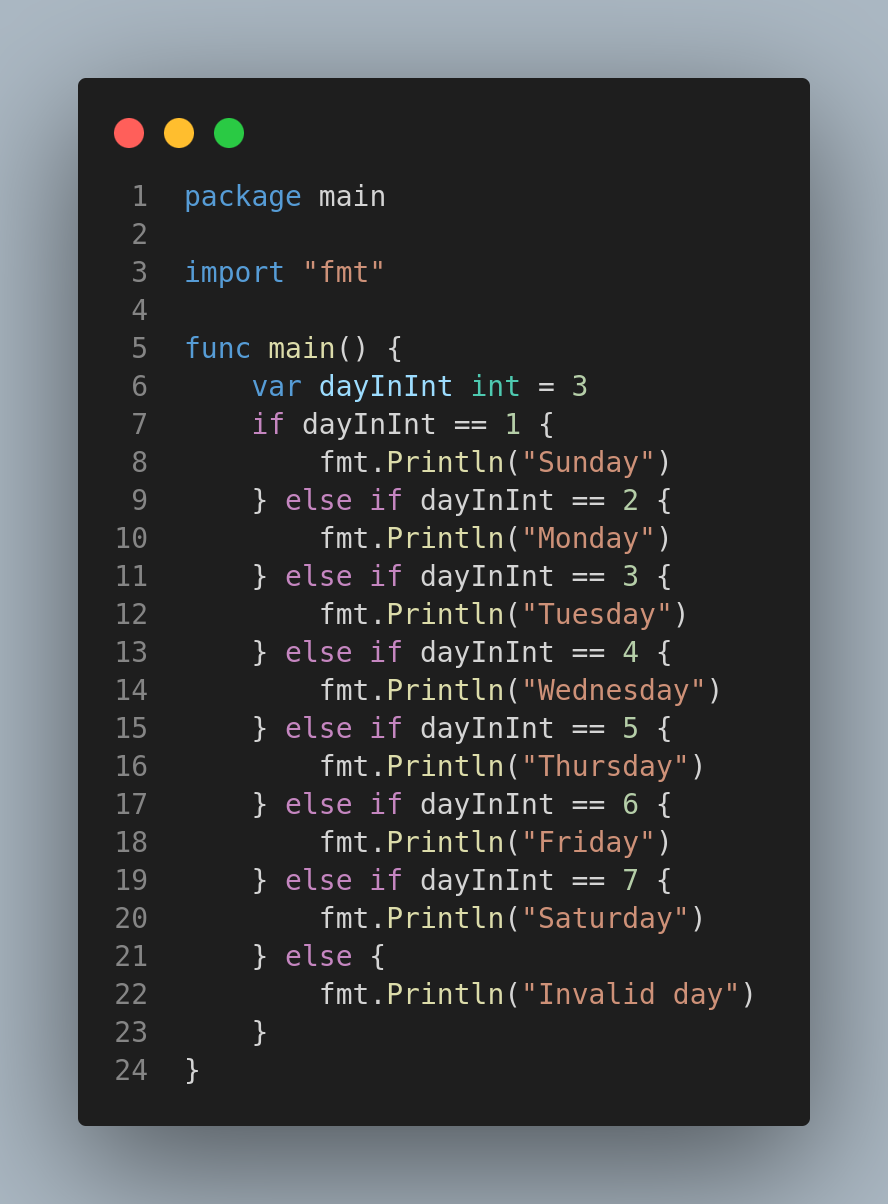 1 package main
2
3 import "fmt"
4
5 func main() {
6     var dayInInt int = 3
7     if dayInInt == 1 {
8         fmt.Println("Sunday")
9     } else if dayInInt == 2 {
10         fmt.Println("Monday")
11     } else if dayInInt == 3 {
12         fmt.Println("Tuesday")
13     } else if dayInInt == 4 {
14         fmt.Println("Wednesday")
15     } else if dayInInt == 5 {
16         fmt.Println("Thursday")
17     } else if dayInInt == 6 {
18         fmt.Println("Friday")
19     } else if dayInInt == 7 {
20         fmt.Println("Saturday")
21     } else {
22         fmt.Println("Invalid day")
23     }
24 }